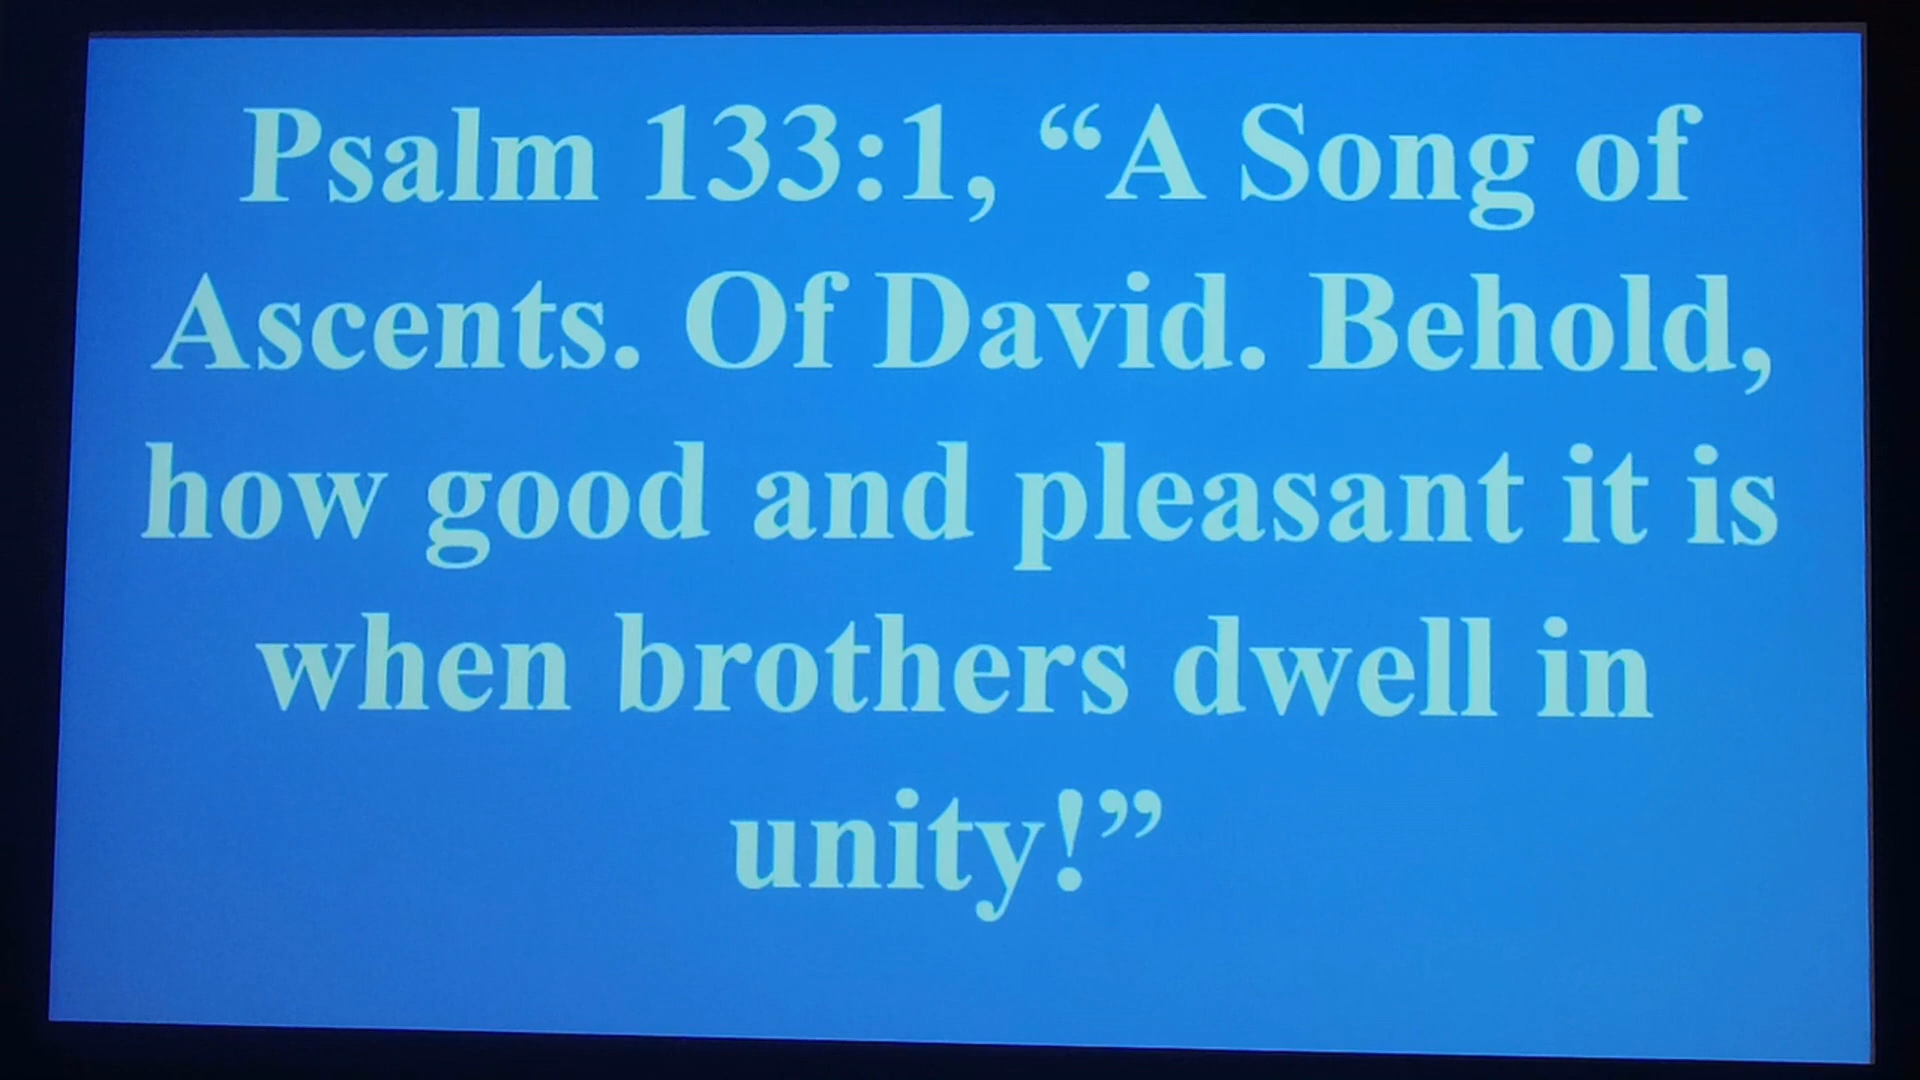 Psalm 133:1, “A Song of
Ascents. Of David. Behold,
how good and pleasant it is
when brothers dwell in
unity!”